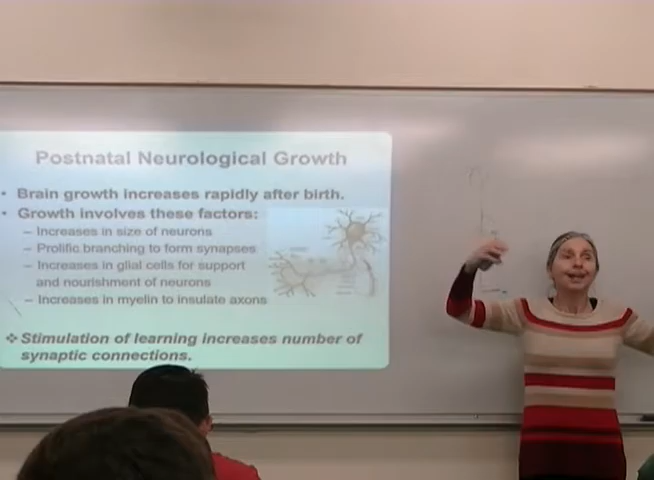 Postnatal Neurological Growth
• Brain growth increases rapidly after birth.
• Growth involves these factors:
– Increases in size of neurons
– Prolific branching to form synapses
– Increases in glial cells for support
and nourishment of neurons
– Increases in myelin to insulate axons
❖ Stimulation of learning increases number of
synaptic connections.